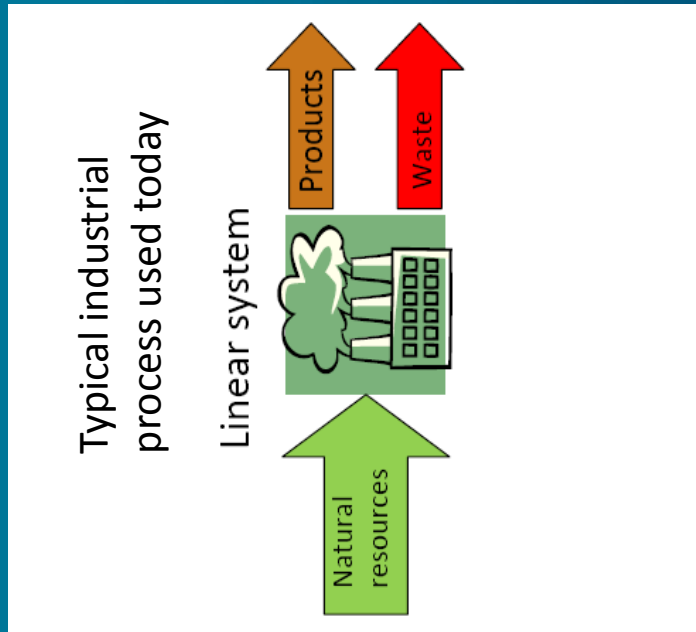 Typical industrial
process used today
Linear system
Natural
resources
Products
Waste